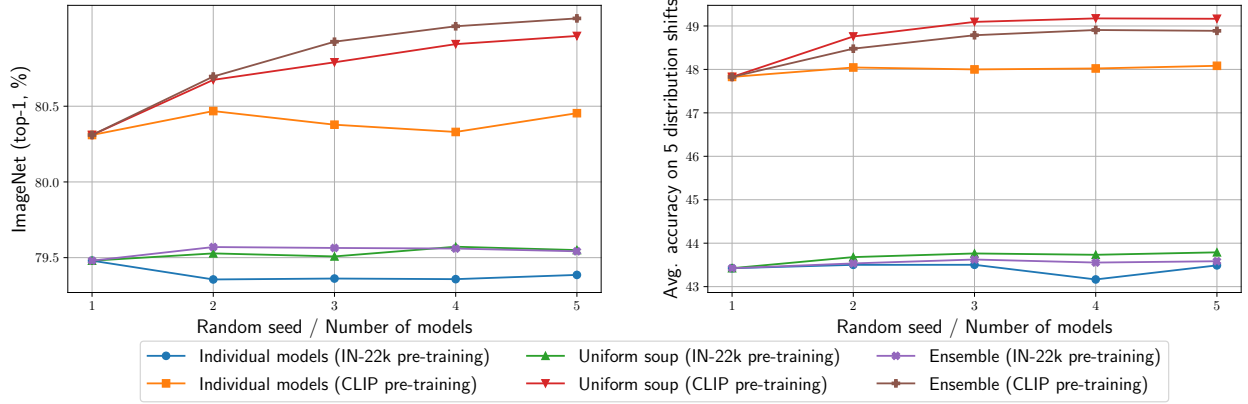 ImageNet (top-1, %)
80.5
80.0
79.5
1 2 3 4 5
Random seed / Number of models
Avg. accuracy on 5 distribution shifts
49
48
47
46
45
44
43
1 2 3 4 5
Random seed / Number of models
Individual models (IN-22k pre-training)
Uniform soup (IN-22k pre-training)
Ensemble (IN-22k pre-training)
Individual models (CLIP pre-training)
Uniform soup (CLIP pre-training)
Ensemble (CLIP pre-training)